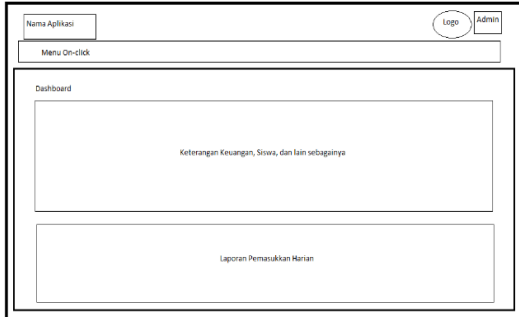 Nama Aplikasi
Logo
Admin
Menu On-click
Dashboard
Keterangan Keuangan, Siswa, dan lain sebagainya
Laporan Pemasukkan Harian